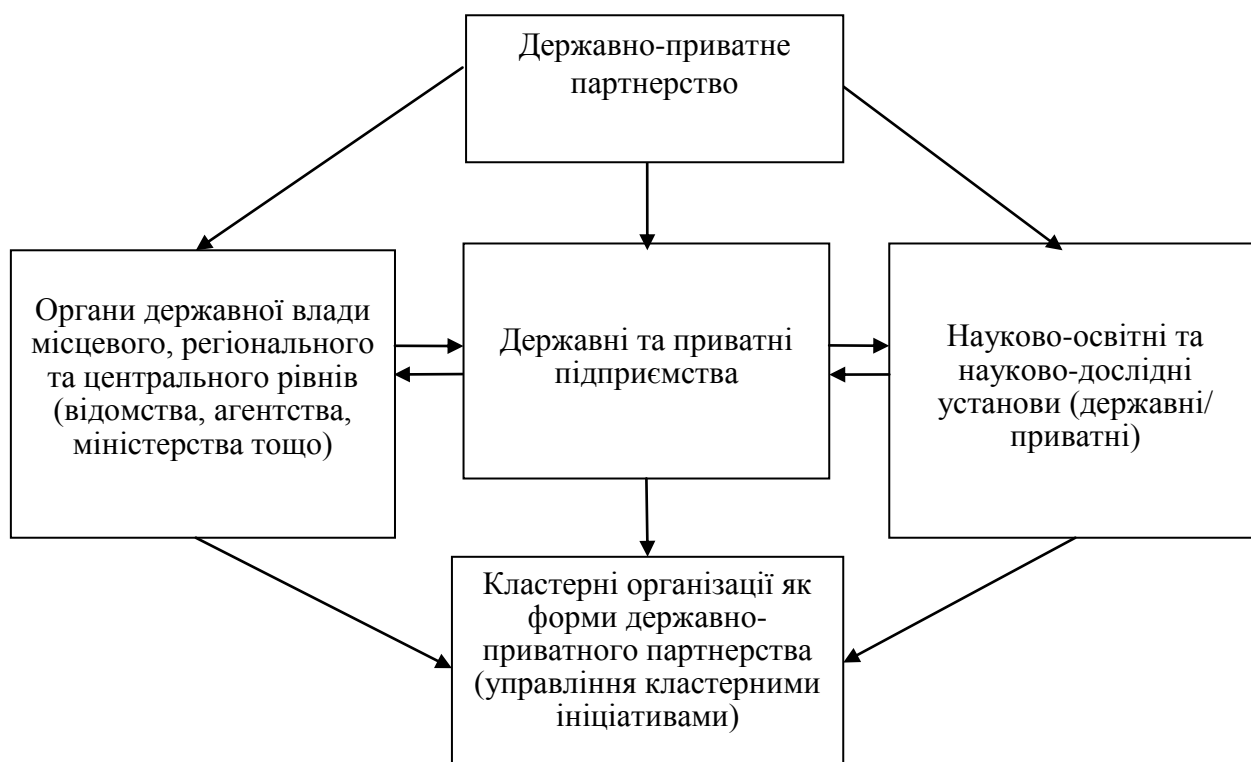 Державно-приватне
партнерство
Органи державної влади
місцевого, регіонального
та центрального рівнів
(відомства, агентства,
міністерства тощо)
Державні та приватні
підприємства
Науково-освітні та
науково-дослідні
установи (державні/
приватні)
Кластерні організації як
форми державно-
приватного партнерства
(управління кластерними
ініціативами)